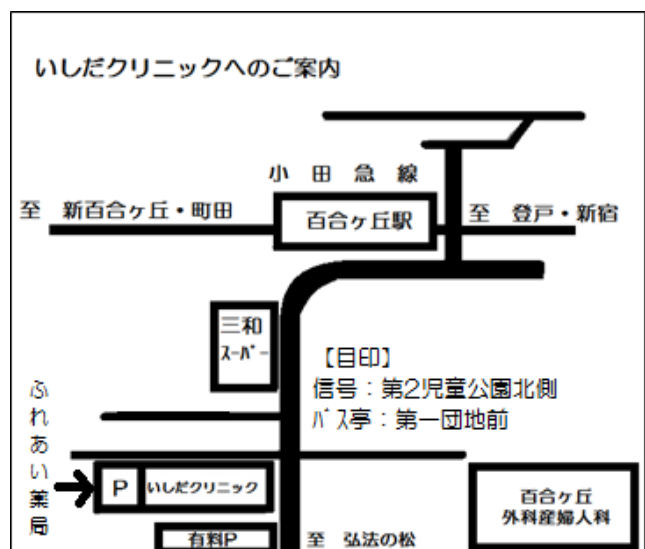 いしだクリニックへのご案内
小田急線
至 新百合ヶ丘・町田
百合ヶ丘駅
至 登戸・新宿
三和
スーパー
【目印】
信号：第2児童公園北側
バス亭：第一団地前
ふれあい薬局
P
いしだクリニック
百合ヶ丘
外科産婦人科
有料P
至 弘法の松